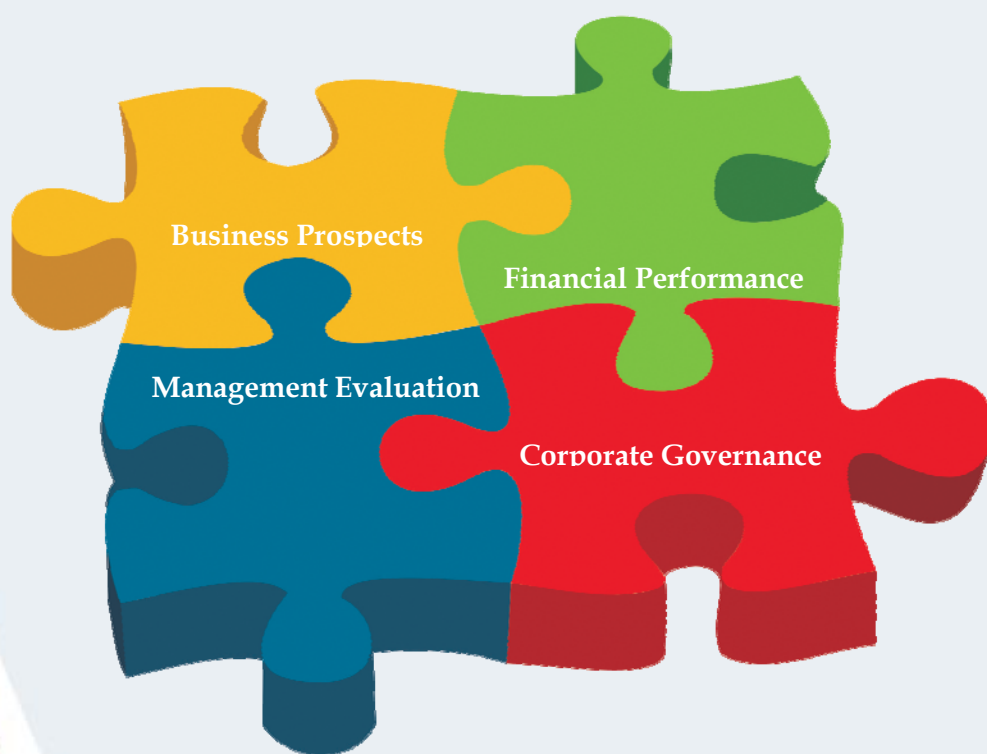 Business Prospects
Financial Performance
Management Evaluation
Corporate Governance